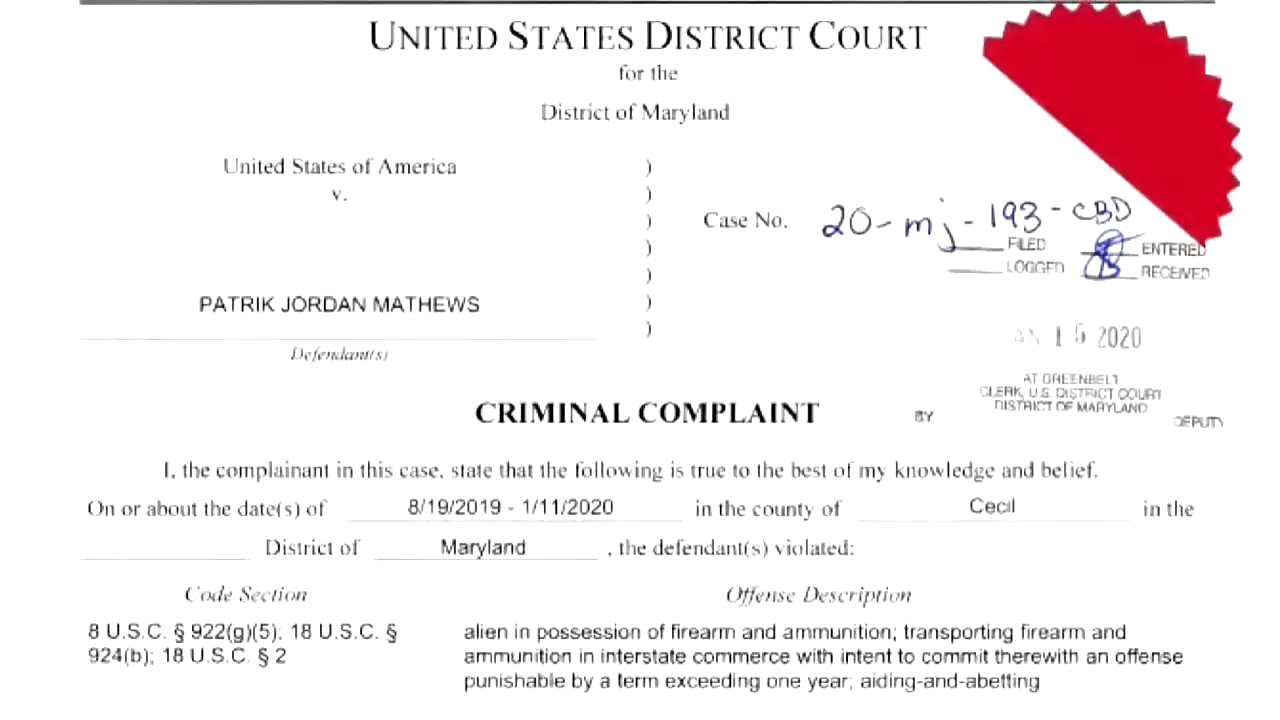 UNITED STATES DISTRICT COURT
for the
District of Maryland
United States of America
v.
PATRIK JORDAN MATHEWS
Defendant(s)
)
)
)
)
)
)
)
Case No. 20-mj-193-CBD
FILED ENTERED
LOGGED RECEIVED
15 2020
AT GREENBELT
CLERK, U.S. DISTRICT COURT
DISTRICT OF MARYLAND
BY DEPUTY
CRIMINAL COMPLAINT
I, the complainant in this case, state that the following is true to the best of my knowledge and belief.
On or about the date(s) of 8/19/2019 - 1/11/2020 in the county of Cecil in the
District of Maryland , the defendant(s) violated:
Code Section Offense Description
8 U.S.C. § 922(g)(5); 18 U.S.C. §
924(b); 18 U.S.C. § 2
alien in possession of firearm and ammunition; transporting firearm and
ammunition in interstate commerce with intent to commit therewith an offense
punishable by a term exceeding one year; aiding-and-abetting